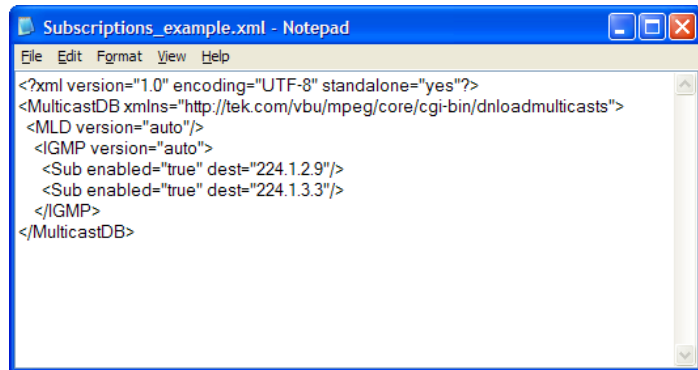 Subscriptions_example.xml - Notepad
File Edit Format View Help
<?xml version="1.0" encoding="UTF-8" standalone="yes"?>
<MulticastDB xmlns="http://tek.com/vbu/mpeg/core/cgi-bin/dnloadmulticasts">
<MLD version="auto"/>
<IGMP version="auto">
<Sub enabled="true" dest="224.1.2.9"/>
<Sub enabled="true" dest="224.1.3.3"/>
</IGMP>
</MulticastDB>